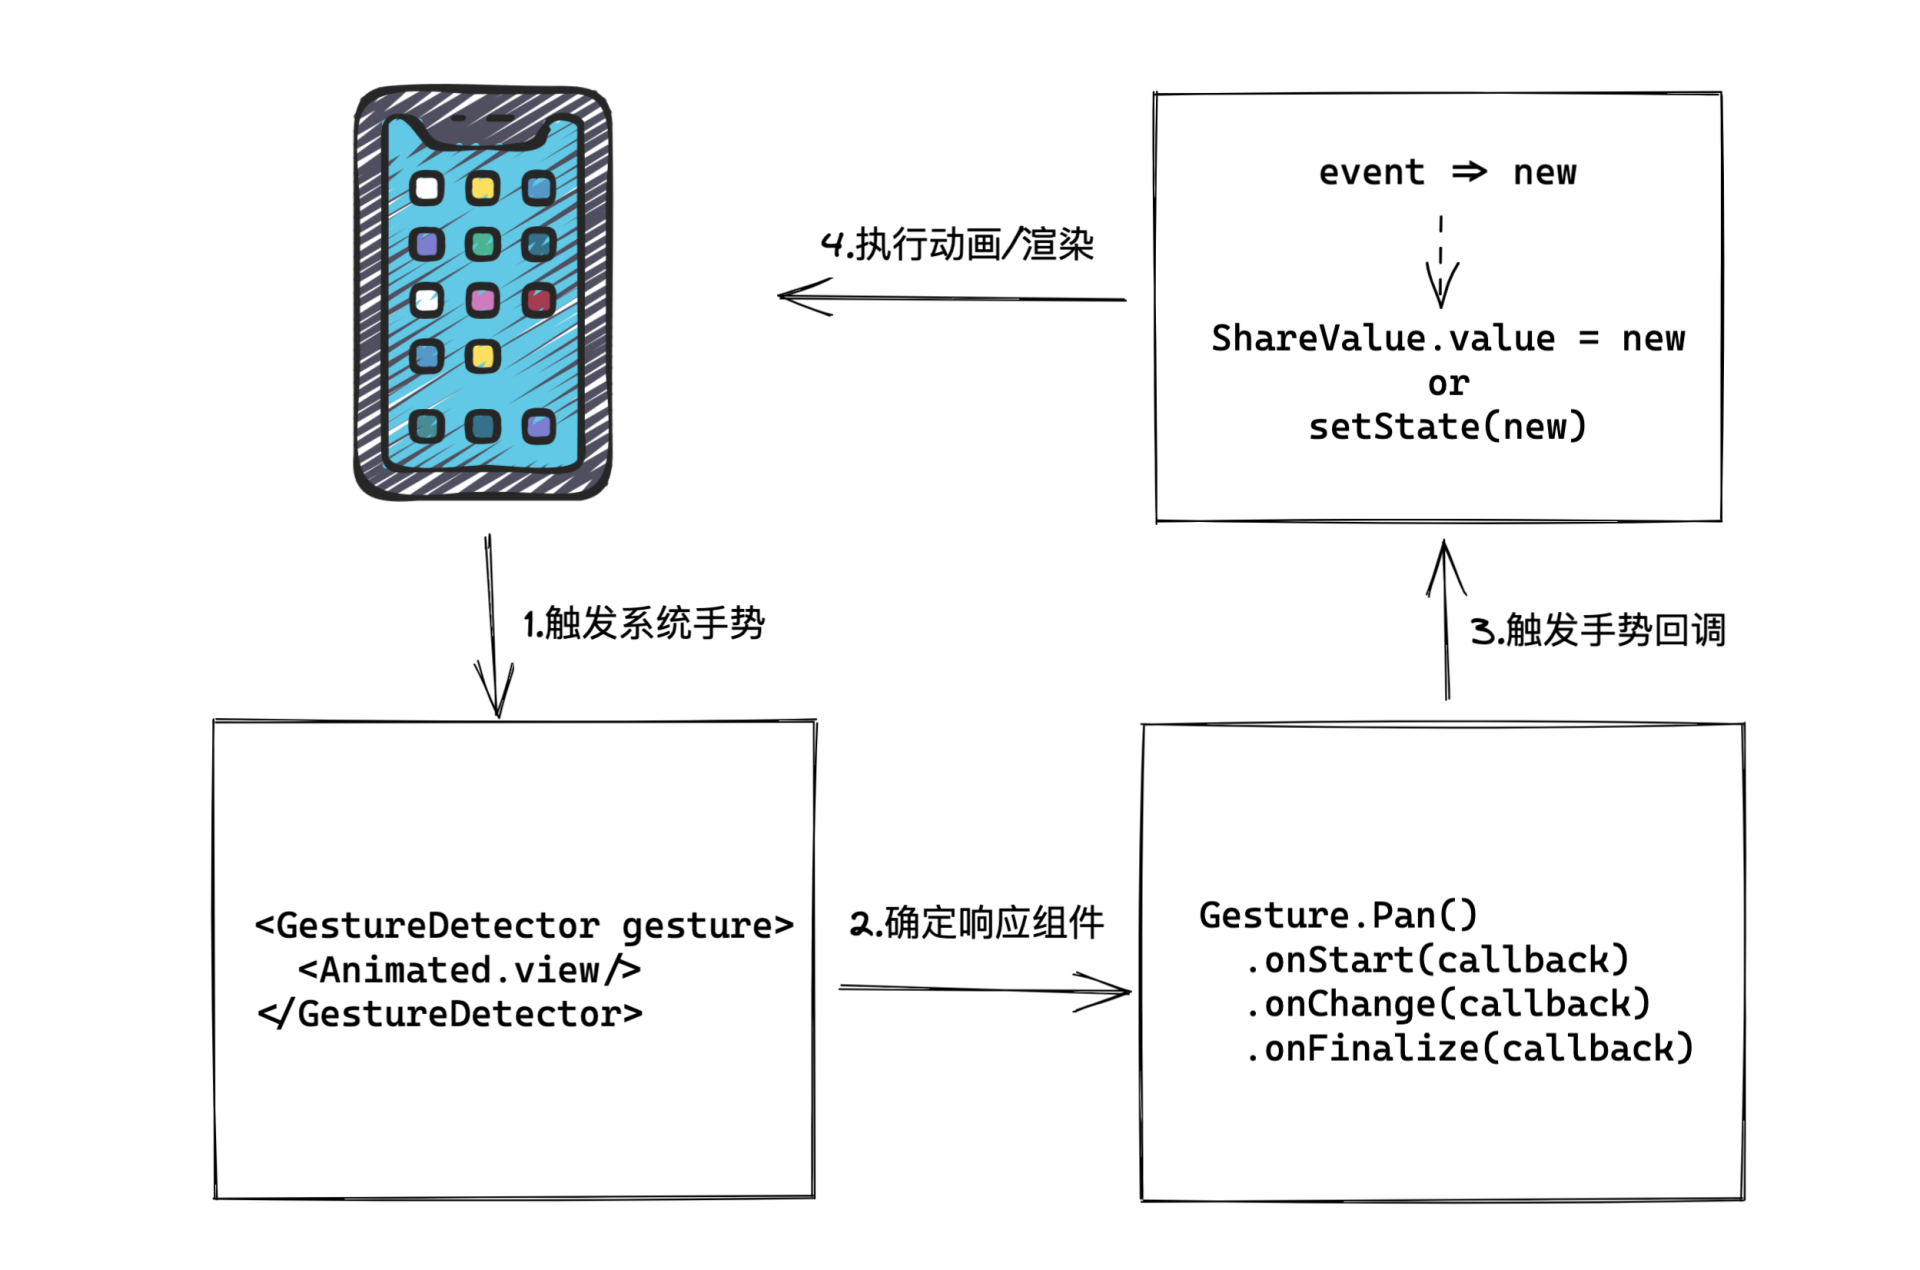 event => new
4.执行动画/渲染
ShareValue.value = new
or
setState(new)
1.触发系统手势
3.触发手势回调
<GestureDetector gesture>
<Animated.view/>
</GestureDetector>
2.确定响应组件
Gesture.Pan()
.onStart(callback)
.onChange(callback)
.onFinalize(callback)